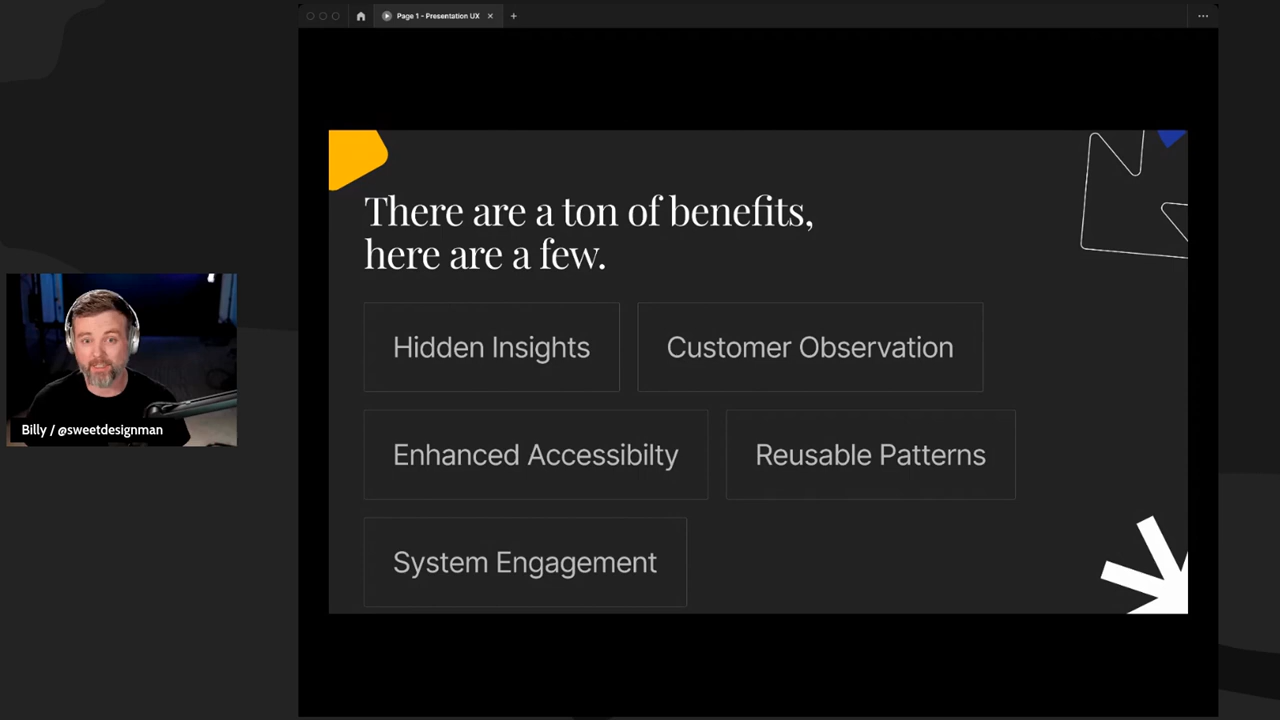 Page 1 - Presentation UX
There are a ton of benefits,
here are a few.
Hidden Insights
Customer Observation
Enhanced Accessibilty
Reusable Patterns
System Engagement
Billy / @sweetdesignman